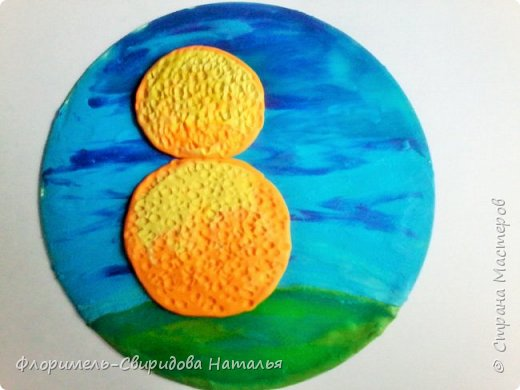 Флоримель-Свиридова Наталья
© Страна Мастеров